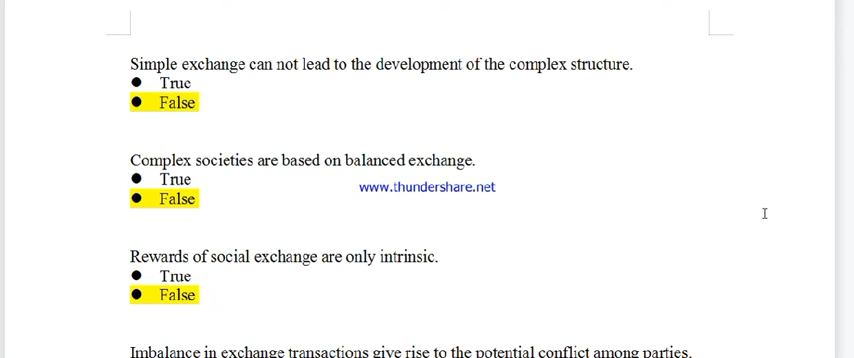 Simple exchange can not lead to the development of the complex structure.
● True
● False
Complex societies are based on balanced exchange.
● True
www.thundershare.net
● False
Rewards of social exchange are only intrinsic.
● True
● False
Imbalance in exchange transactions give rise to the potential conflict among parties.